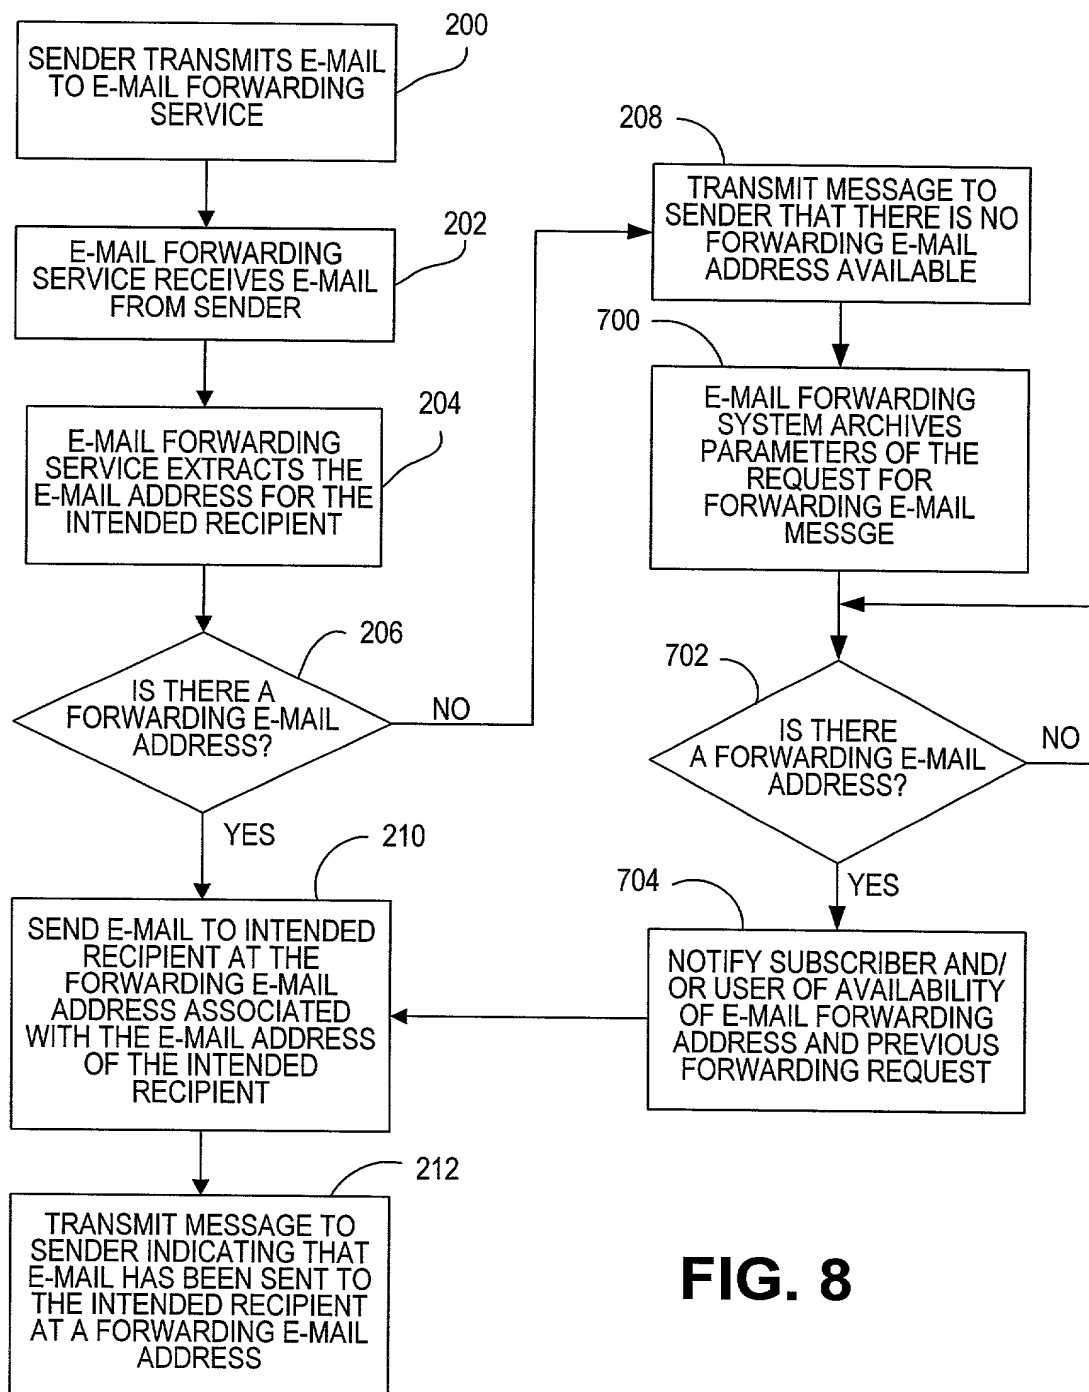 200
SENDER TRANSMITS E-MAIL
TO E-MAIL FORWARDING
SERVICE
202
E-MAIL FORWARDING
SERVICE RECEIVES E-MAIL
FROM SENDER
204
E-MAIL FORWARDING
SERVICE EXTRACTS THE
E-MAIL ADDRESS FOR THE
INTENDED RECIPIENT
206
IS THERE A
FORWARDING E-MAIL
ADDRESS?
NO
YES
208
TRANSMIT MESSAGE TO
SENDER THAT THERE IS NO
FORWARDING E-MAIL
ADDRESS AVAILABLE
700
E-MAIL FORWARDING
SYSTEM ARCHIVES
PARAMETERS OF THE
REQUEST FOR
FORWARDING E-MAIL
MESSGE
702
IS THERE
A FORWARDING E-MAIL
ADDRESS?
NO
YES
704
NOTIFY SUBSCRIBER AND/
OR USER OF AVAILABILITY
OF E-MAIL FORWARDING
ADDRESS AND PREVIOUS
FORWARDING REQUEST
210
SEND E-MAIL TO INTENDED
RECIPIENT AT THE
FORWARDING E-MAIL
ADDRESS ASSOCIATED
WITH THE E-MAIL ADDRESS
OF THE INTENDED
RECIPIENT
212
TRANSMIT MESSAGE TO
SENDER INDICATING THAT
E-MAIL HAS BEEN SENT TO
THE INTENDED RECIPIENT
AT A FORWARDING E-MAIL
ADDRESS
FIG. 8